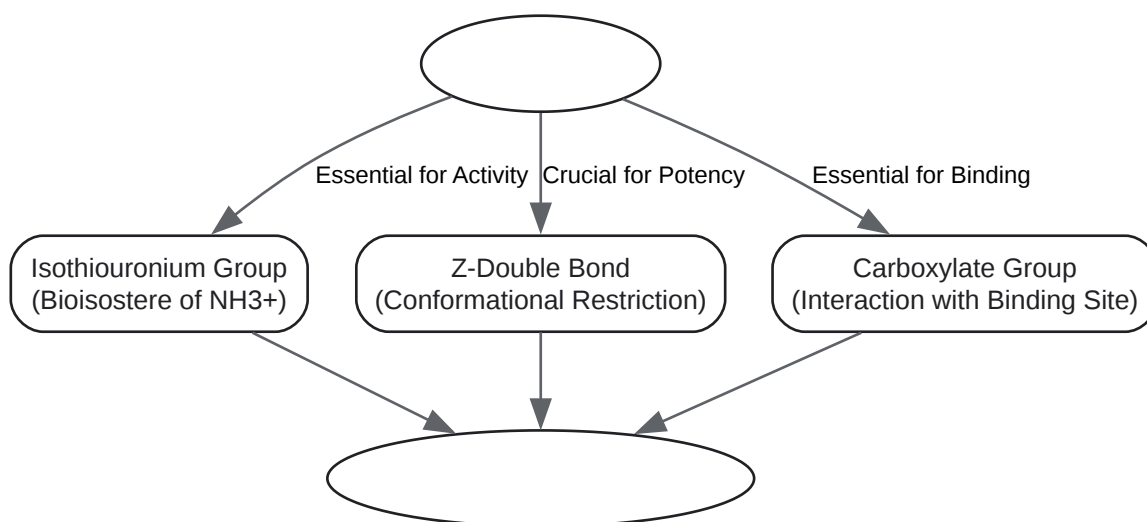 Essential for Activity
Crucial for Potency
Essential for Binding
Isothiouronium Group
(Bioisostere of NH3+)
Z-Double Bond
(Conformational Restriction)
Carboxylate Group
(Interaction with Binding Site)